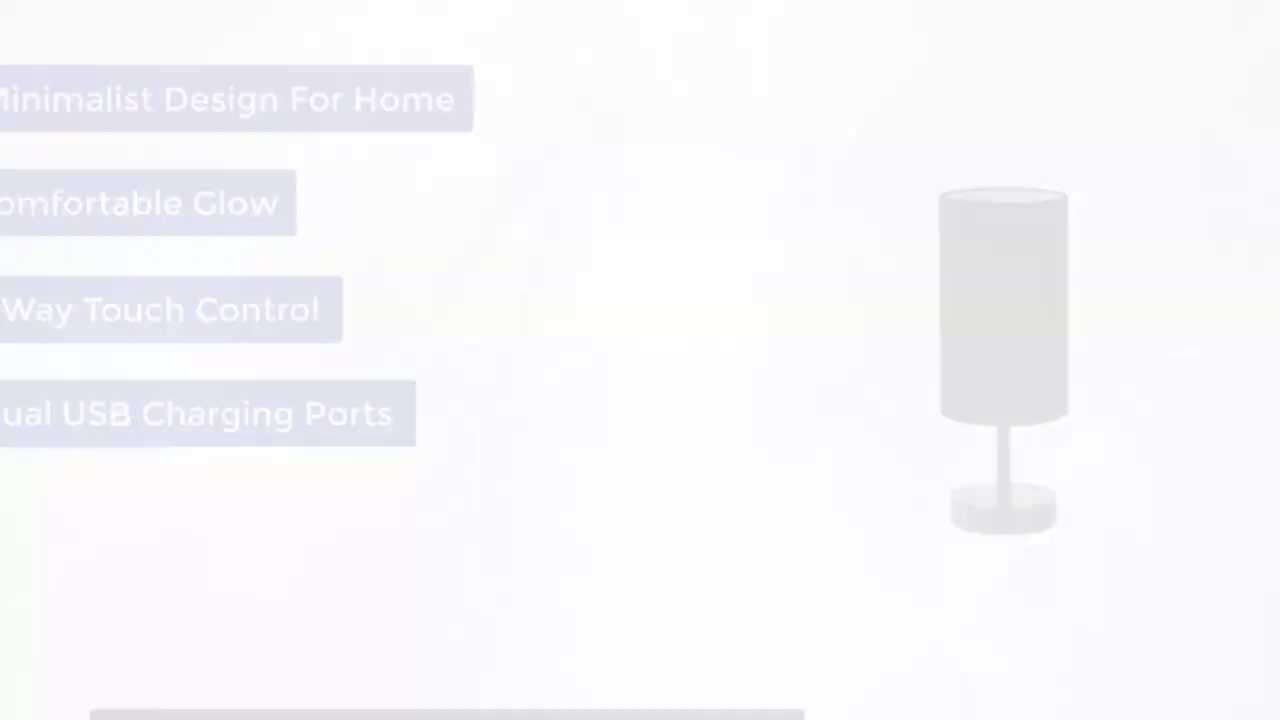 Minimalist Design For Home
omfortable Glow
Way Touch Control
ual USB Charging Ports